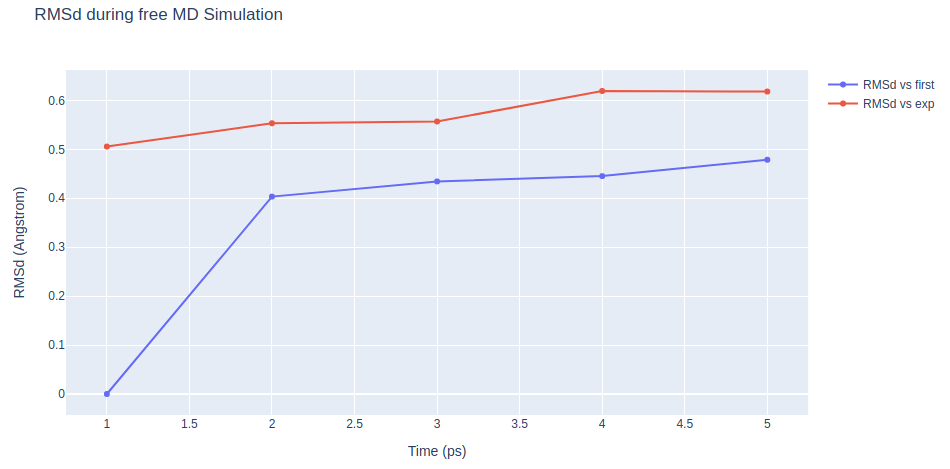 RMSd during free MD Simulation
RMSd vs first
RMSd vs exp
RMSd (Angstrom)
0.6
0.5
0.4
0.3
0.2
0.1
0
1 1.5 2 2.5 3 3.5 4 4.5 5
Time (ps)